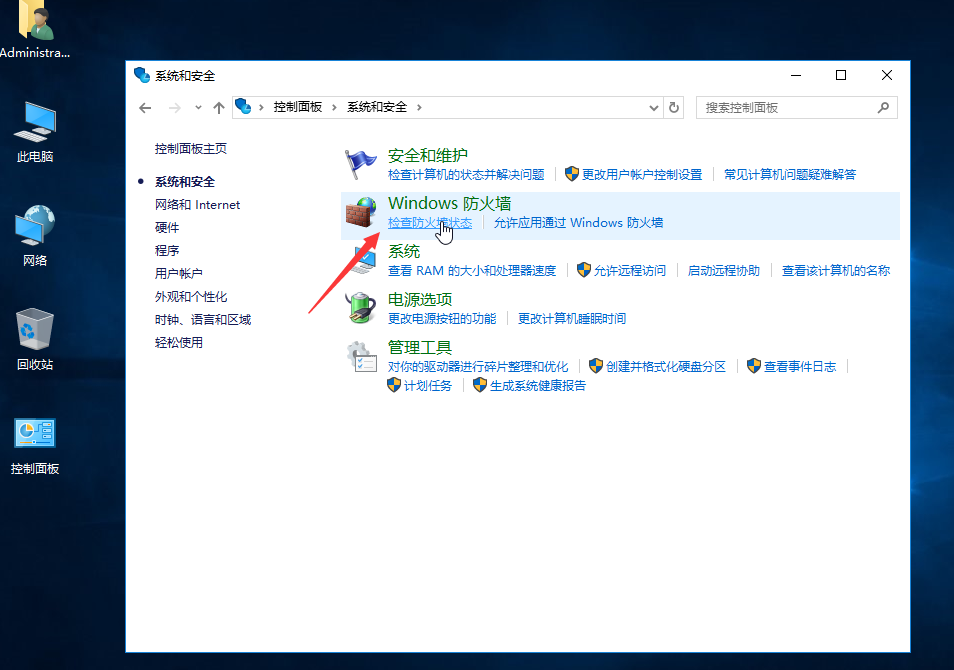 Administra...
此电脑
网络
回收站
控制面板
系统和安全
控制面板 系统和安全
搜索控制面板
控制面板主页
系统和安全
网络和 Internet
硬件
程序
用户帐户
外观和个性化
时钟、语言和区域
轻松使用
安全和维护
检查计算机的状态并解决问题 更改用户帐户控制设置 常见计算机问题疑难解答
Windows 防火墙
检查防火墙状态 允许应用通过 Windows 防火墙
系统
查看 RAM 的大小和处理器速度 允许远程访问 启动远程协助 查看该计算机的名称
电源选项
更改电源按钮的功能 更改计算机睡眠时间
管理工具
对你的驱动器进行碎片整理和优化 创建并格式化硬盘分区 查看事件日志
计划任务 生成系统健康报告